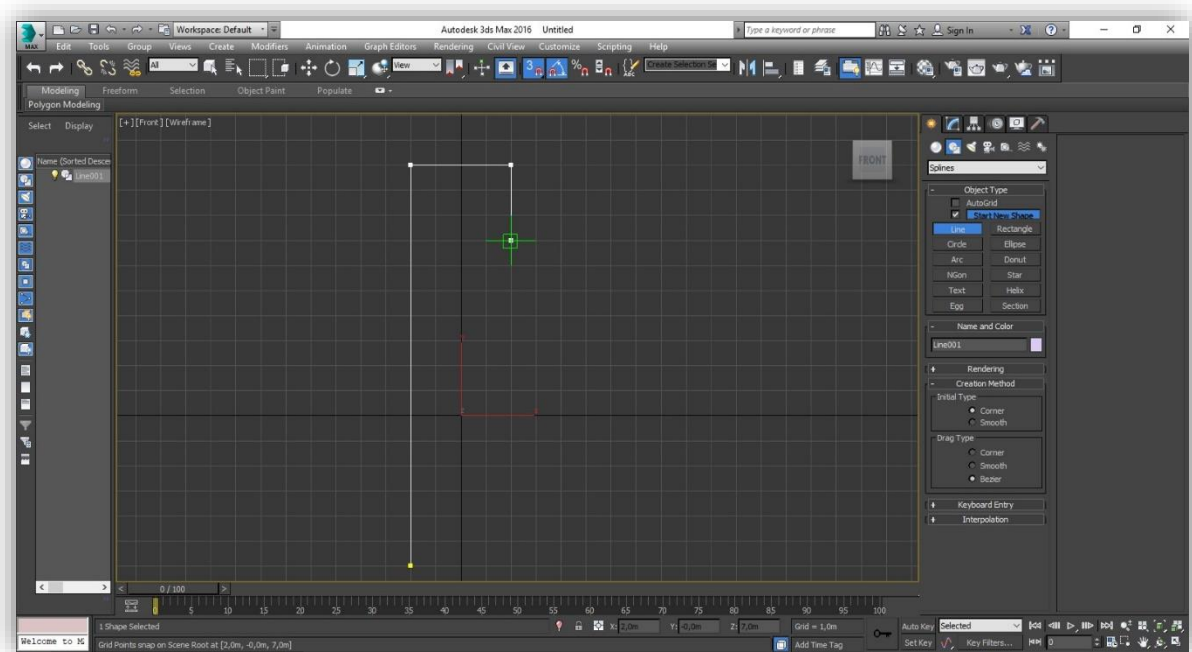 Workspace: Default
Autodesk 3ds Max 2016 Untitled
Type a keyword or phrase
Sign In
MAX
Edit Tools Group Views Create Modifiers Animation Graph Editors Rendering Civil View Customize Scripting Help
All
View
Create Selection Se
Modeling Freeform Selection Object Paint Populate
Polygon Modeling
Select Display
[+] [Front] [Wireframe]
FRONT
Name (Sorted Descen
Line001
Splines
Object Type
AutoGrid
Start New Shape
Line Rectangle
Circle Ellipse
Arc Donut
NGon Star
Text Helix
Egg Section
Name and Color
Line001
Rendering
Creation Method
Initial Type
Corner
Smooth
Drag Type
Corner
Smooth
Bezier
Keyboard Entry
Interpolation
0 / 100
0 5 10 15 20 25 30 35 40 45 50 55 60 65 70 75 80 85 90 95 100
1 Shape Selected
X: 2,0m Y: -0,0m Z: 7,0m
Grid = 1,0m
Auto Key Selected
Welcome to M
Grid Points snap on Scene Root at [2,0m, -0,0m, 7,0m]
Add Time Tag
Set Key Key Filters... 0